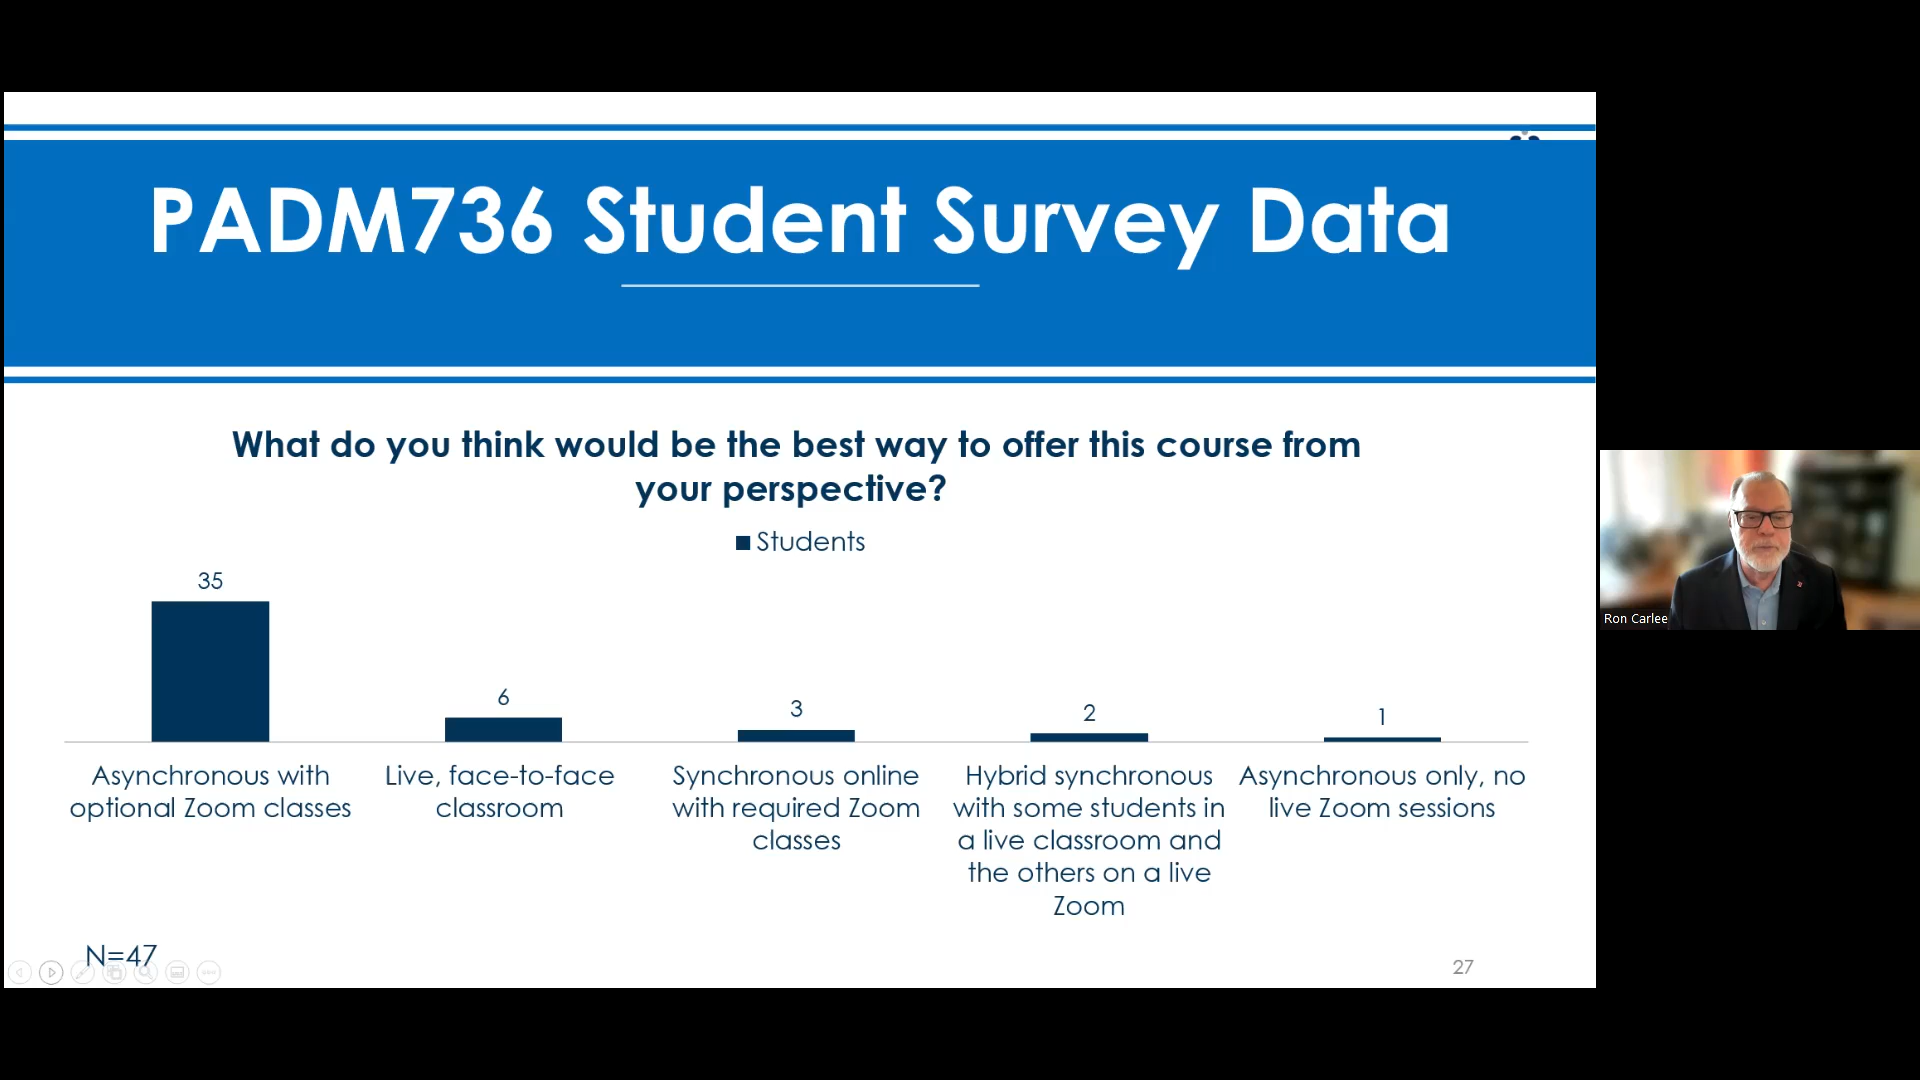 PADM736 Student Survey Data
What do you think would be the best way to offer this course from
your perspective?
Students
35
6
3
2
1
Asynchronous with
optional Zoom classes
Live, face-to-face
classroom
Synchronous online
with required Zoom
classes
Hybrid synchronous
with some students in
a live classroom and
the others on a live
Zoom
Asynchronous only, no
live Zoom sessions
N=47
27
Ron Carlee